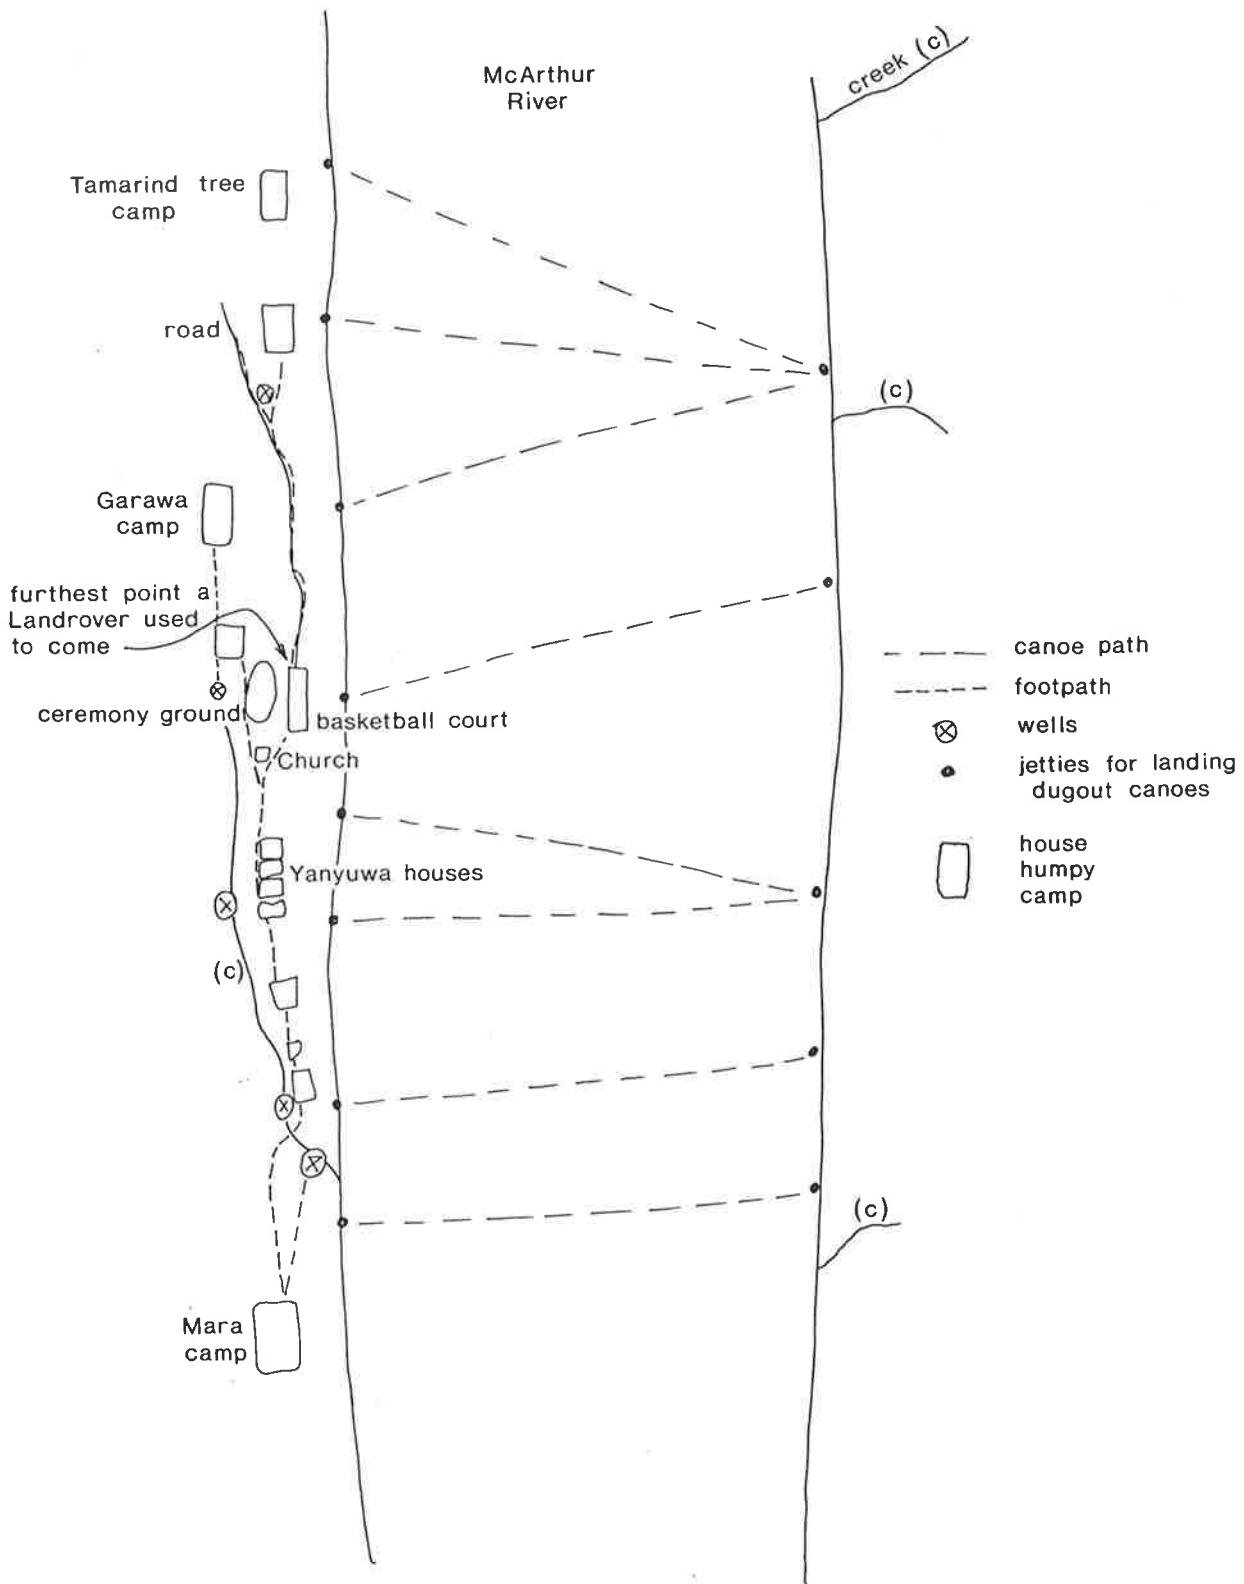 McArthur
River
creek (c)
Tamarind tree
camp
road
(c)
Garawa
camp
furthest point a
Landrover used
to come
ceremony ground
basketball court
Church
Yanyuwa houses
(c)
(c)
Mara
camp
canoe path
footpath
wells
jetties for landing
dugout canoes
house
humpy
camp